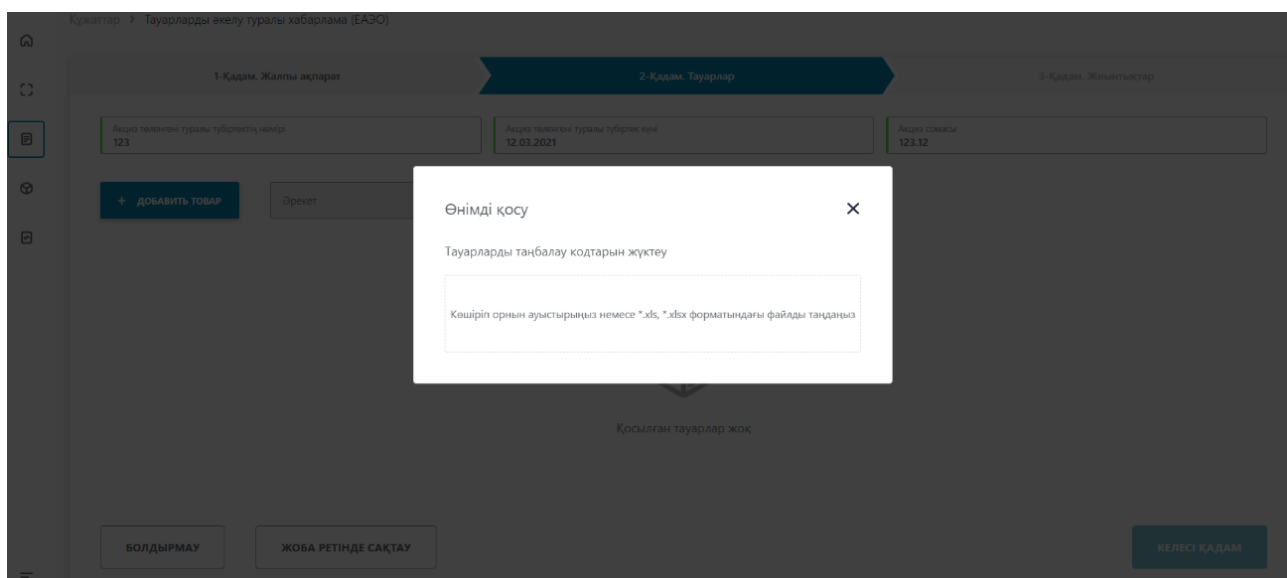 Құжаттар > Тауарларды әкелу туралы хабарлама (ЕАЭО)
1-Қадам. Жалпы ақпарат
2-Қадам. Тауарлар
3-Қадам. Жиынтықтар
Акциз төленгені туралы түбіртектің нөмірі
Акциз төленгені туралы түбіртек күні
Акциз сомасы
123
12.03.2021
123.12
+ ДОБАВИТЬ ТОВАР
Әрекет
Өнімді қосу
Тауарларды таңбалау кодтарын жүктеу
Көшіріп орнын ауыстырыңыз немесе *.xls, *.xlsx форматындағы файлды таңдаңыз
Қосылған тауарлар жоқ
БОЛДЫРМАУ
ЖОБА РЕТІНДЕ САҚТАУ
КЕЛЕСІ ҚАДАМ